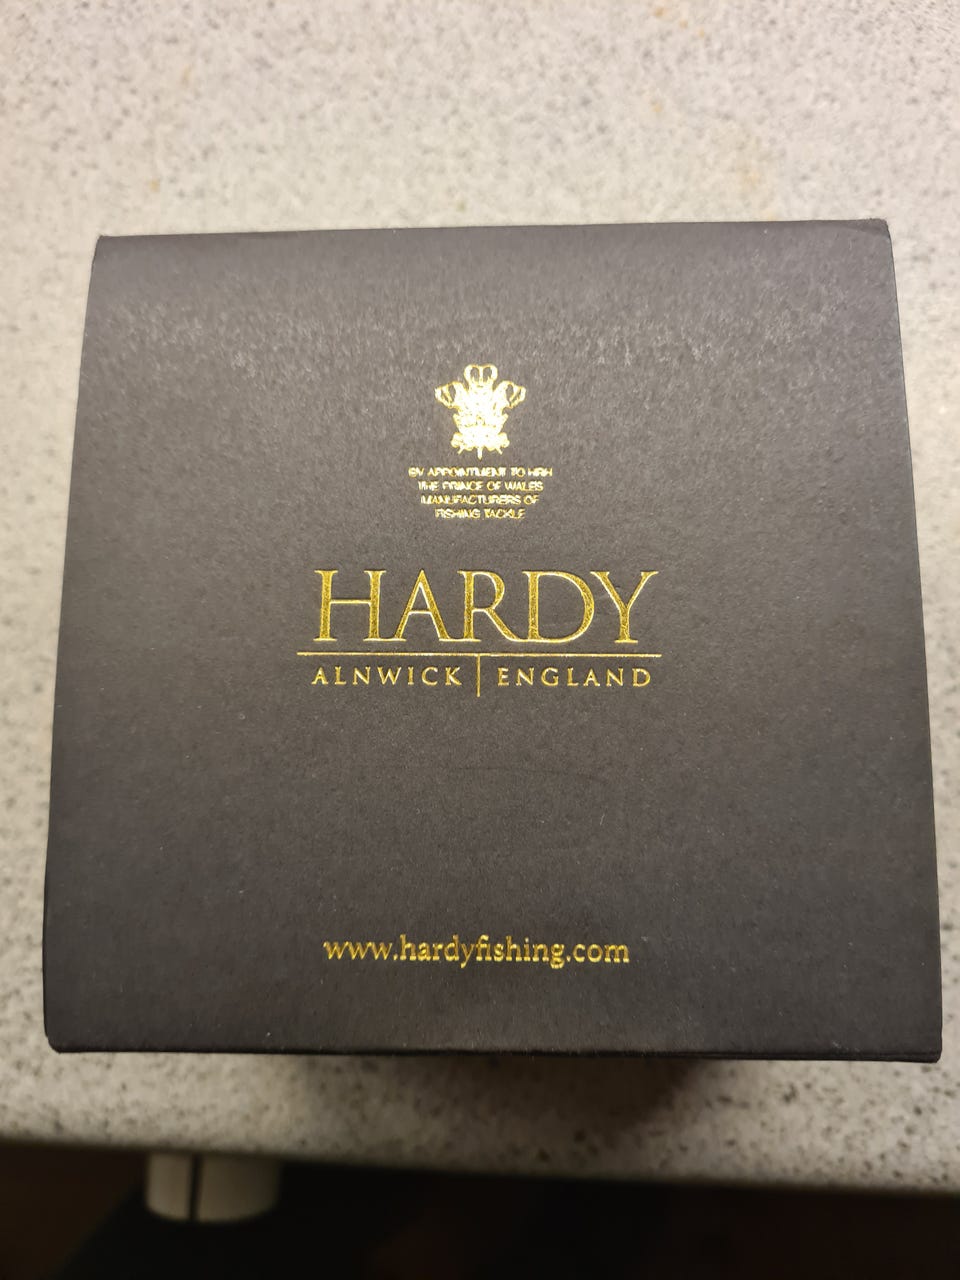 BY APPOINTMENT TO HRH
THE PRINCE OF WALES
MANUFACTURERS OF
FISHING TACKLE
HARDY
ALNWICK ENGLAND
www.hardyfishing.com